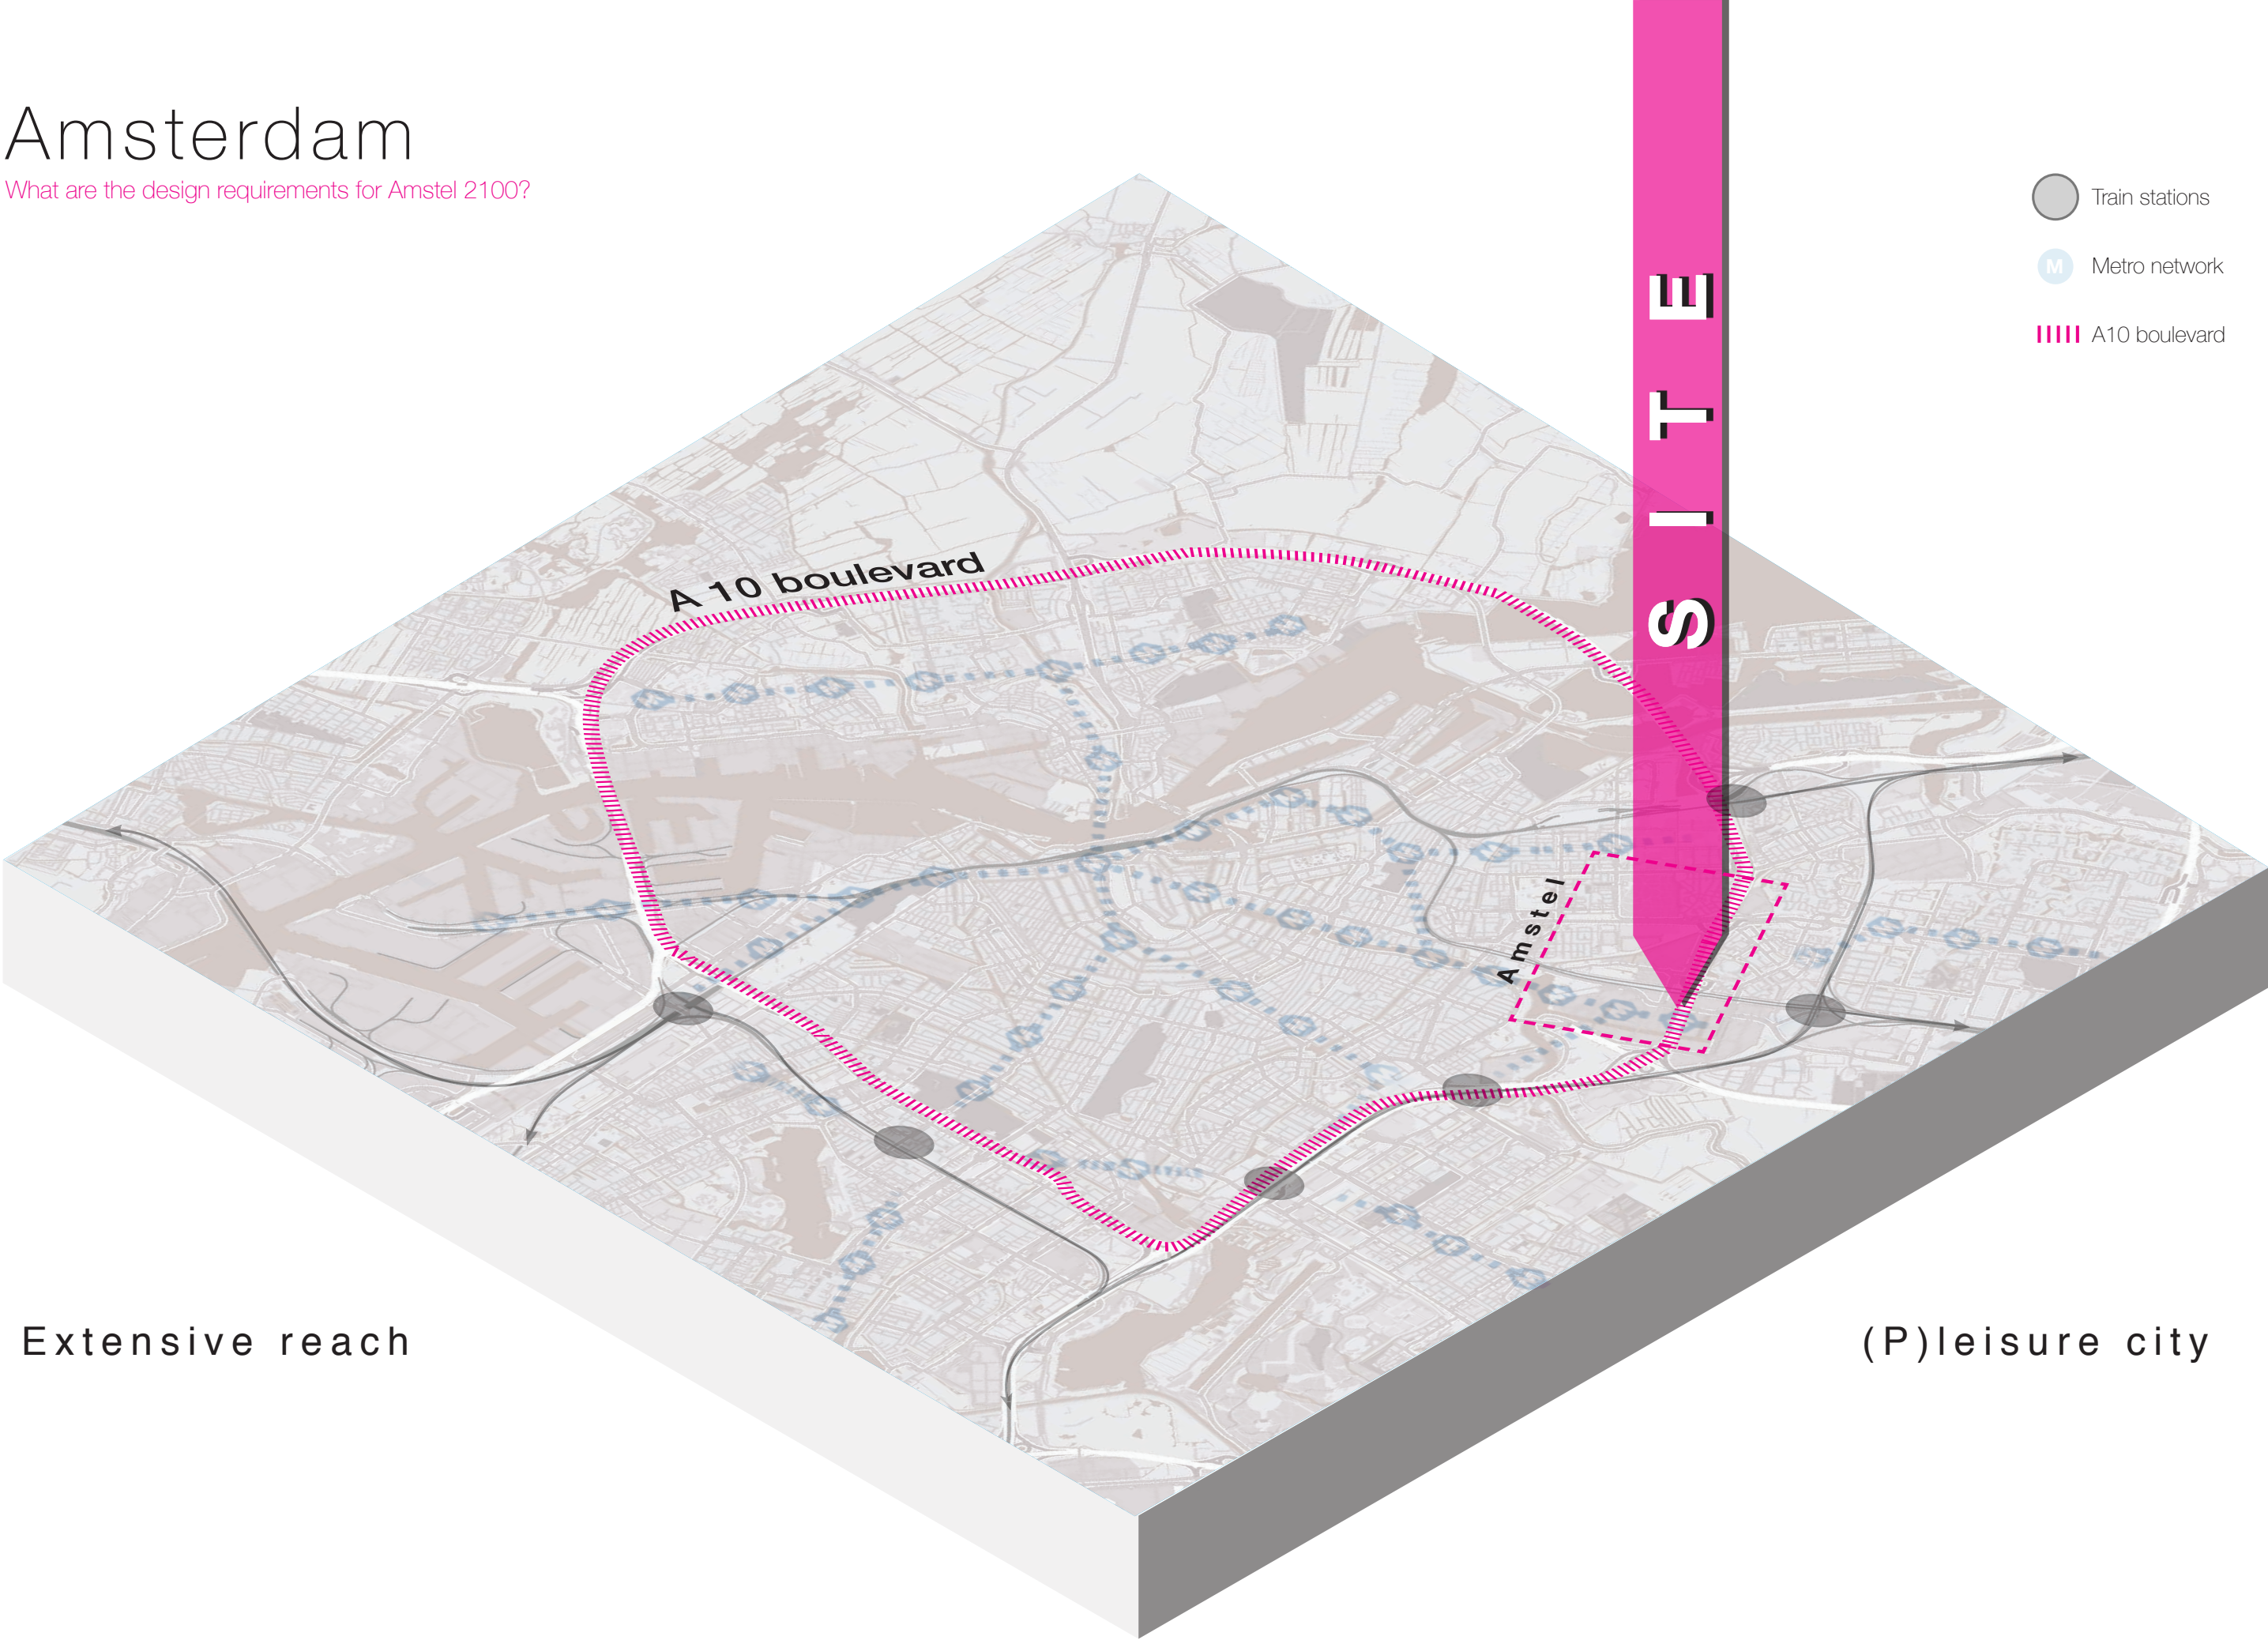 Amsterdam
What are the design requirements for Amstel 2100?
Train stations
M Metro network
A10 boulevard
SITE
A 10 boulevard
Amstel
Extensive reach
(P)leisure city